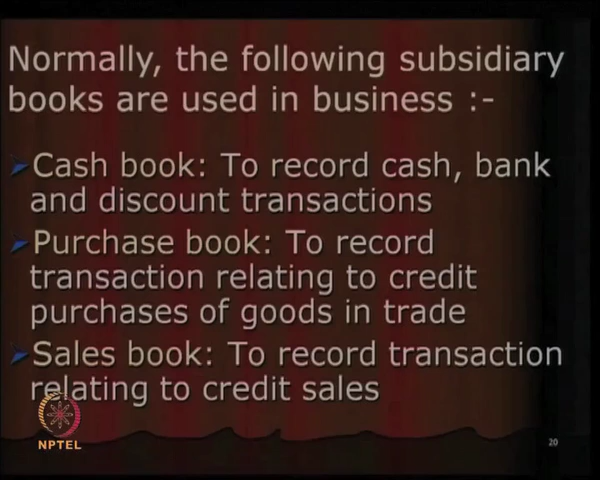 Normally, the following subsidiary
books are used in business :-
Cash book: To record cash, bank
and discount transactions
Purchase book: To record
transaction relating to credit
purchases of goods in trade
Sales book: To record transaction
relating to credit sales
NPTEL
20